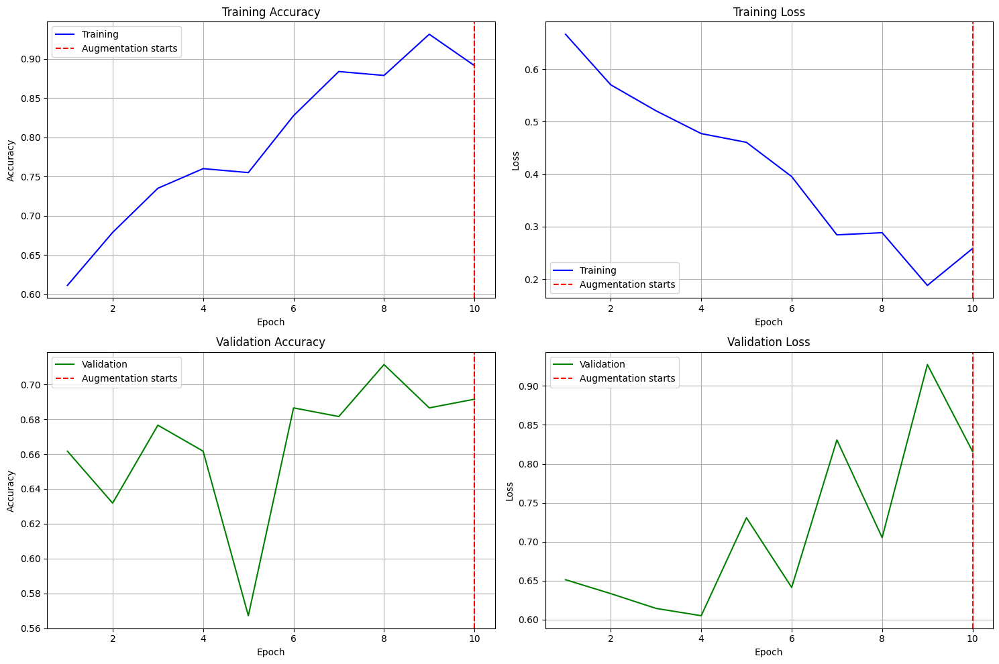 Training Accuracy
Training
Augmentation starts
0.90
0.85
0.80
0.75
0.70
0.65
0.60
Accuracy
2
4
6
8
10
Epoch
Training Loss
0.6
0.5
0.4
0.3
0.2
Loss
Training
Augmentation starts
2
4
6
8
10
Epoch
Validation Accuracy
Validation
Augmentation starts
0.70
0.68
0.66
0.64
0.62
0.60
0.58
0.56
Accuracy
2
4
6
8
10
Epoch
Validation Loss
Validation
Augmentation starts
0.90
0.85
0.80
0.75
0.70
0.65
0.60
Loss
2
4
6
8
10
Epoch